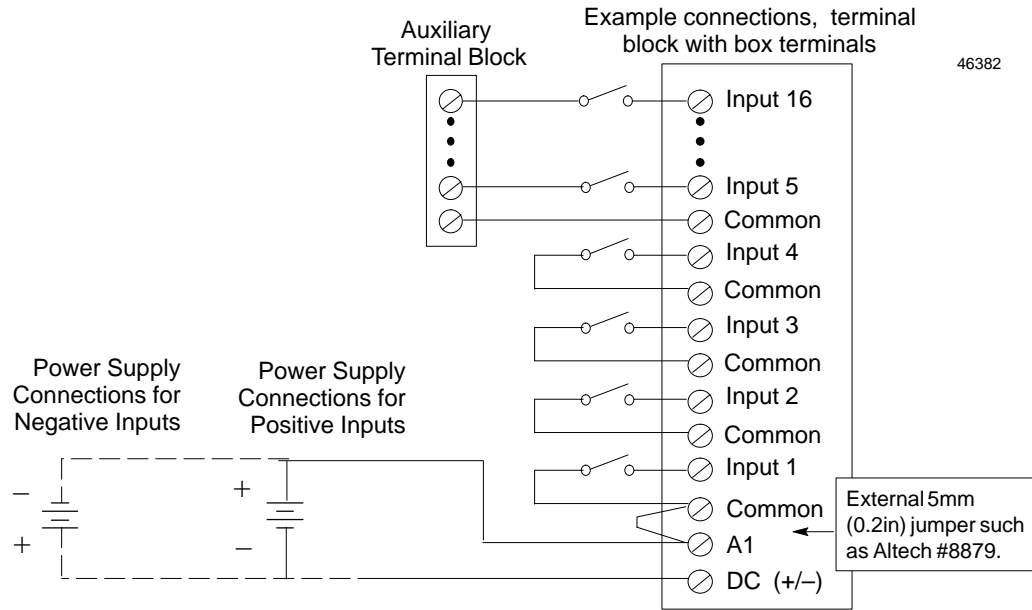 Example connections, terminal
block with box terminals
46382
Auxiliary
Terminal Block
Input 16
Input 5
Common
Input 4
Common
Input 3
Common
Input 2
Common
Input 1
Common
A1
DC (+/–)
Power Supply
Connections for
Negative Inputs
Power Supply
Connections for
Positive Inputs
–
+
+
–
External 5mm
(0.2in) jumper such
as Altech #8879.